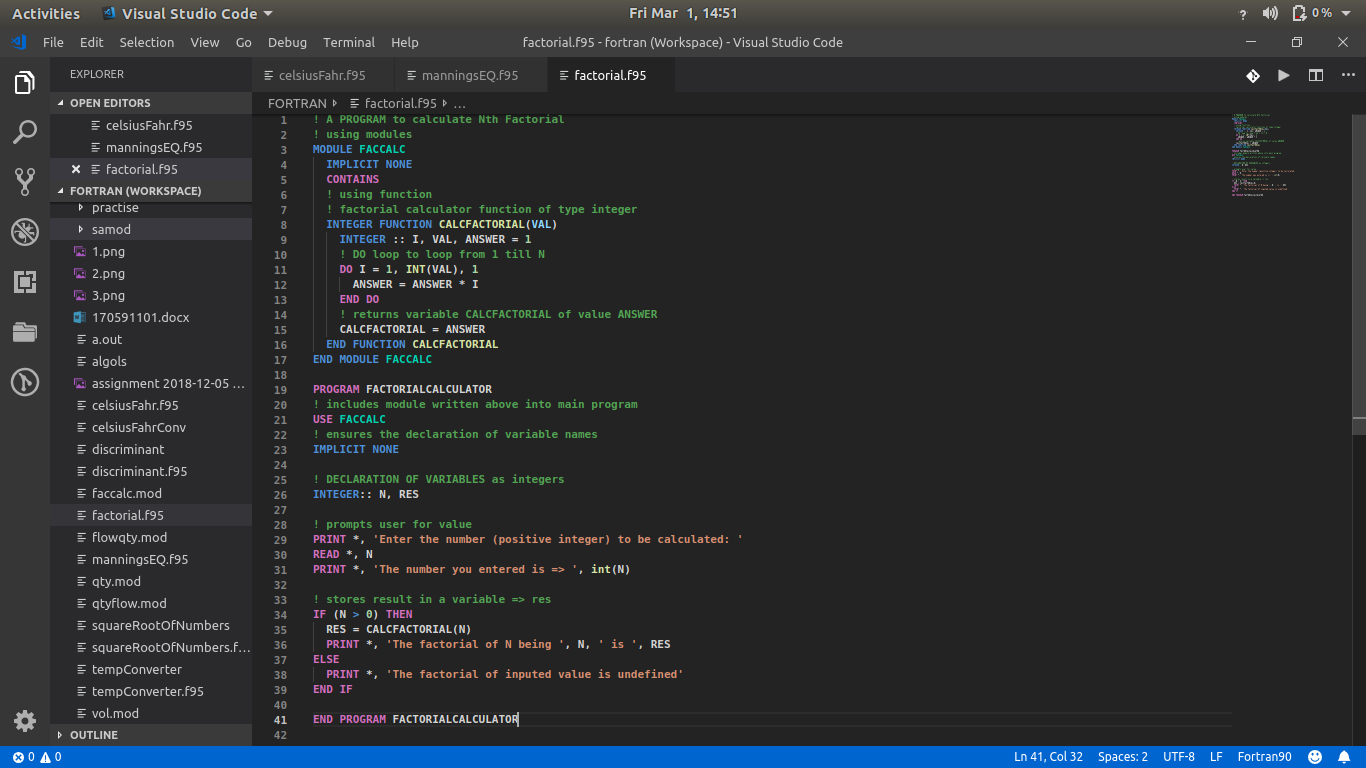 Activities Visual Studio Code Fri Mar 1, 14:51 ? 0 %
File Edit Selection View Go Debug Terminal Help factorial.f95 - fortran (Workspace) - Visual Studio Code
EXPLORER
OPEN EDITORS
celsiusFahr.f95
manningsEQ.f95
factorial.f95
FORTRAN (WORKSPACE)
practise
samod
1.png
2.png
3.png
170591101.docx
a.out
algols
assignment 2018-12-05 ...
celsiusFahr.f95
celsiusFahrConv
discriminant
discriminant.f95
faccalc.mod
factorial.f95
flowqty.mod
manningsEQ.f95
qty.mod
qtyflow.mod
squareRootOfNumbers
squareRootOfNumbers.f...
tempConverter
tempConverter.f95
vol.mod
OUTLINE
celsiusFahr.f95 manningsEQ.f95 factorial.f95
FORTRAN factorial.f95 ...
1 ! A PROGRAM to calculate Nth Factorial
2 ! using modules
3 MODULE FACCALC
4 IMPLICIT NONE
5 CONTAINS
6 ! using function
7 ! factorial calculator function of type integer
8 INTEGER FUNCTION CALCFACTORIAL(VAL)
9 INTEGER :: I, VAL, ANSWER = 1
10 ! DO loop to loop from 1 till N
11 DO I = 1, INT(VAL), 1
12 ANSWER = ANSWER * I
13 END DO
14 ! returns variable CALCFACTORIAL of value ANSWER
15 CALCFACTORIAL = ANSWER
16 END FUNCTION CALCFACTORIAL
17 END MODULE FACCALC
18
19 PROGRAM FACTORIALCALCULATOR
20 ! includes module written above into main program
21 USE FACCALC
22 ! ensures the declaration of variable names
23 IMPLICIT NONE
24
25 ! DECLARATION OF VARIABLES as integers
26 INTEGER:: N, RES
27
28 ! prompts user for value
29 PRINT *, 'Enter the number (positive integer) to be calculated: '
30 READ *, N
31 PRINT *, 'The number you entered is => ', int(N)
32
33 ! stores result in a variable => res
34 IF (N > 0) THEN
35 RES = CALCFACTORIAL(N)
36 PRINT *, 'The factorial of N being ', N, ' is ', RES
37 ELSE
38 PRINT *, 'The factorial of inputed value is undefined'
39 END IF
40
41 END PROGRAM FACTORIALCALCULATOR
42
0 0 Ln 41, Col 32 Spaces: 2 UTF-8 LF Fortran90